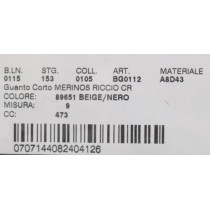 B.LN. STG. COLL. ART. MATERIALE
0115 153 0105 BG0112 A8D43
Guanto Corto MERINOS RICCIO CR
COLORE: 89651 BEIGE/NERO
MISURA: 9
CC: 473
0707144082404126